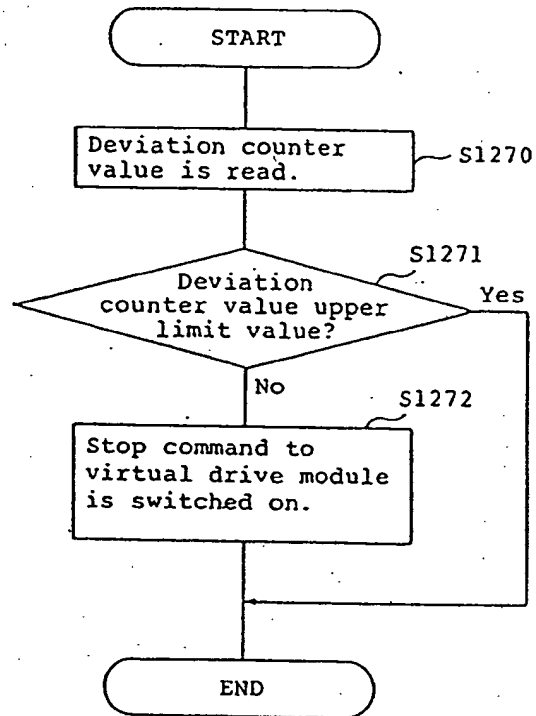 START
Deviation counter
value is read.
S1270
S1271
Deviation
counter value upper
limit value?
Yes
No
S1272
Stop command to
virtual drive module
is switched on.
END